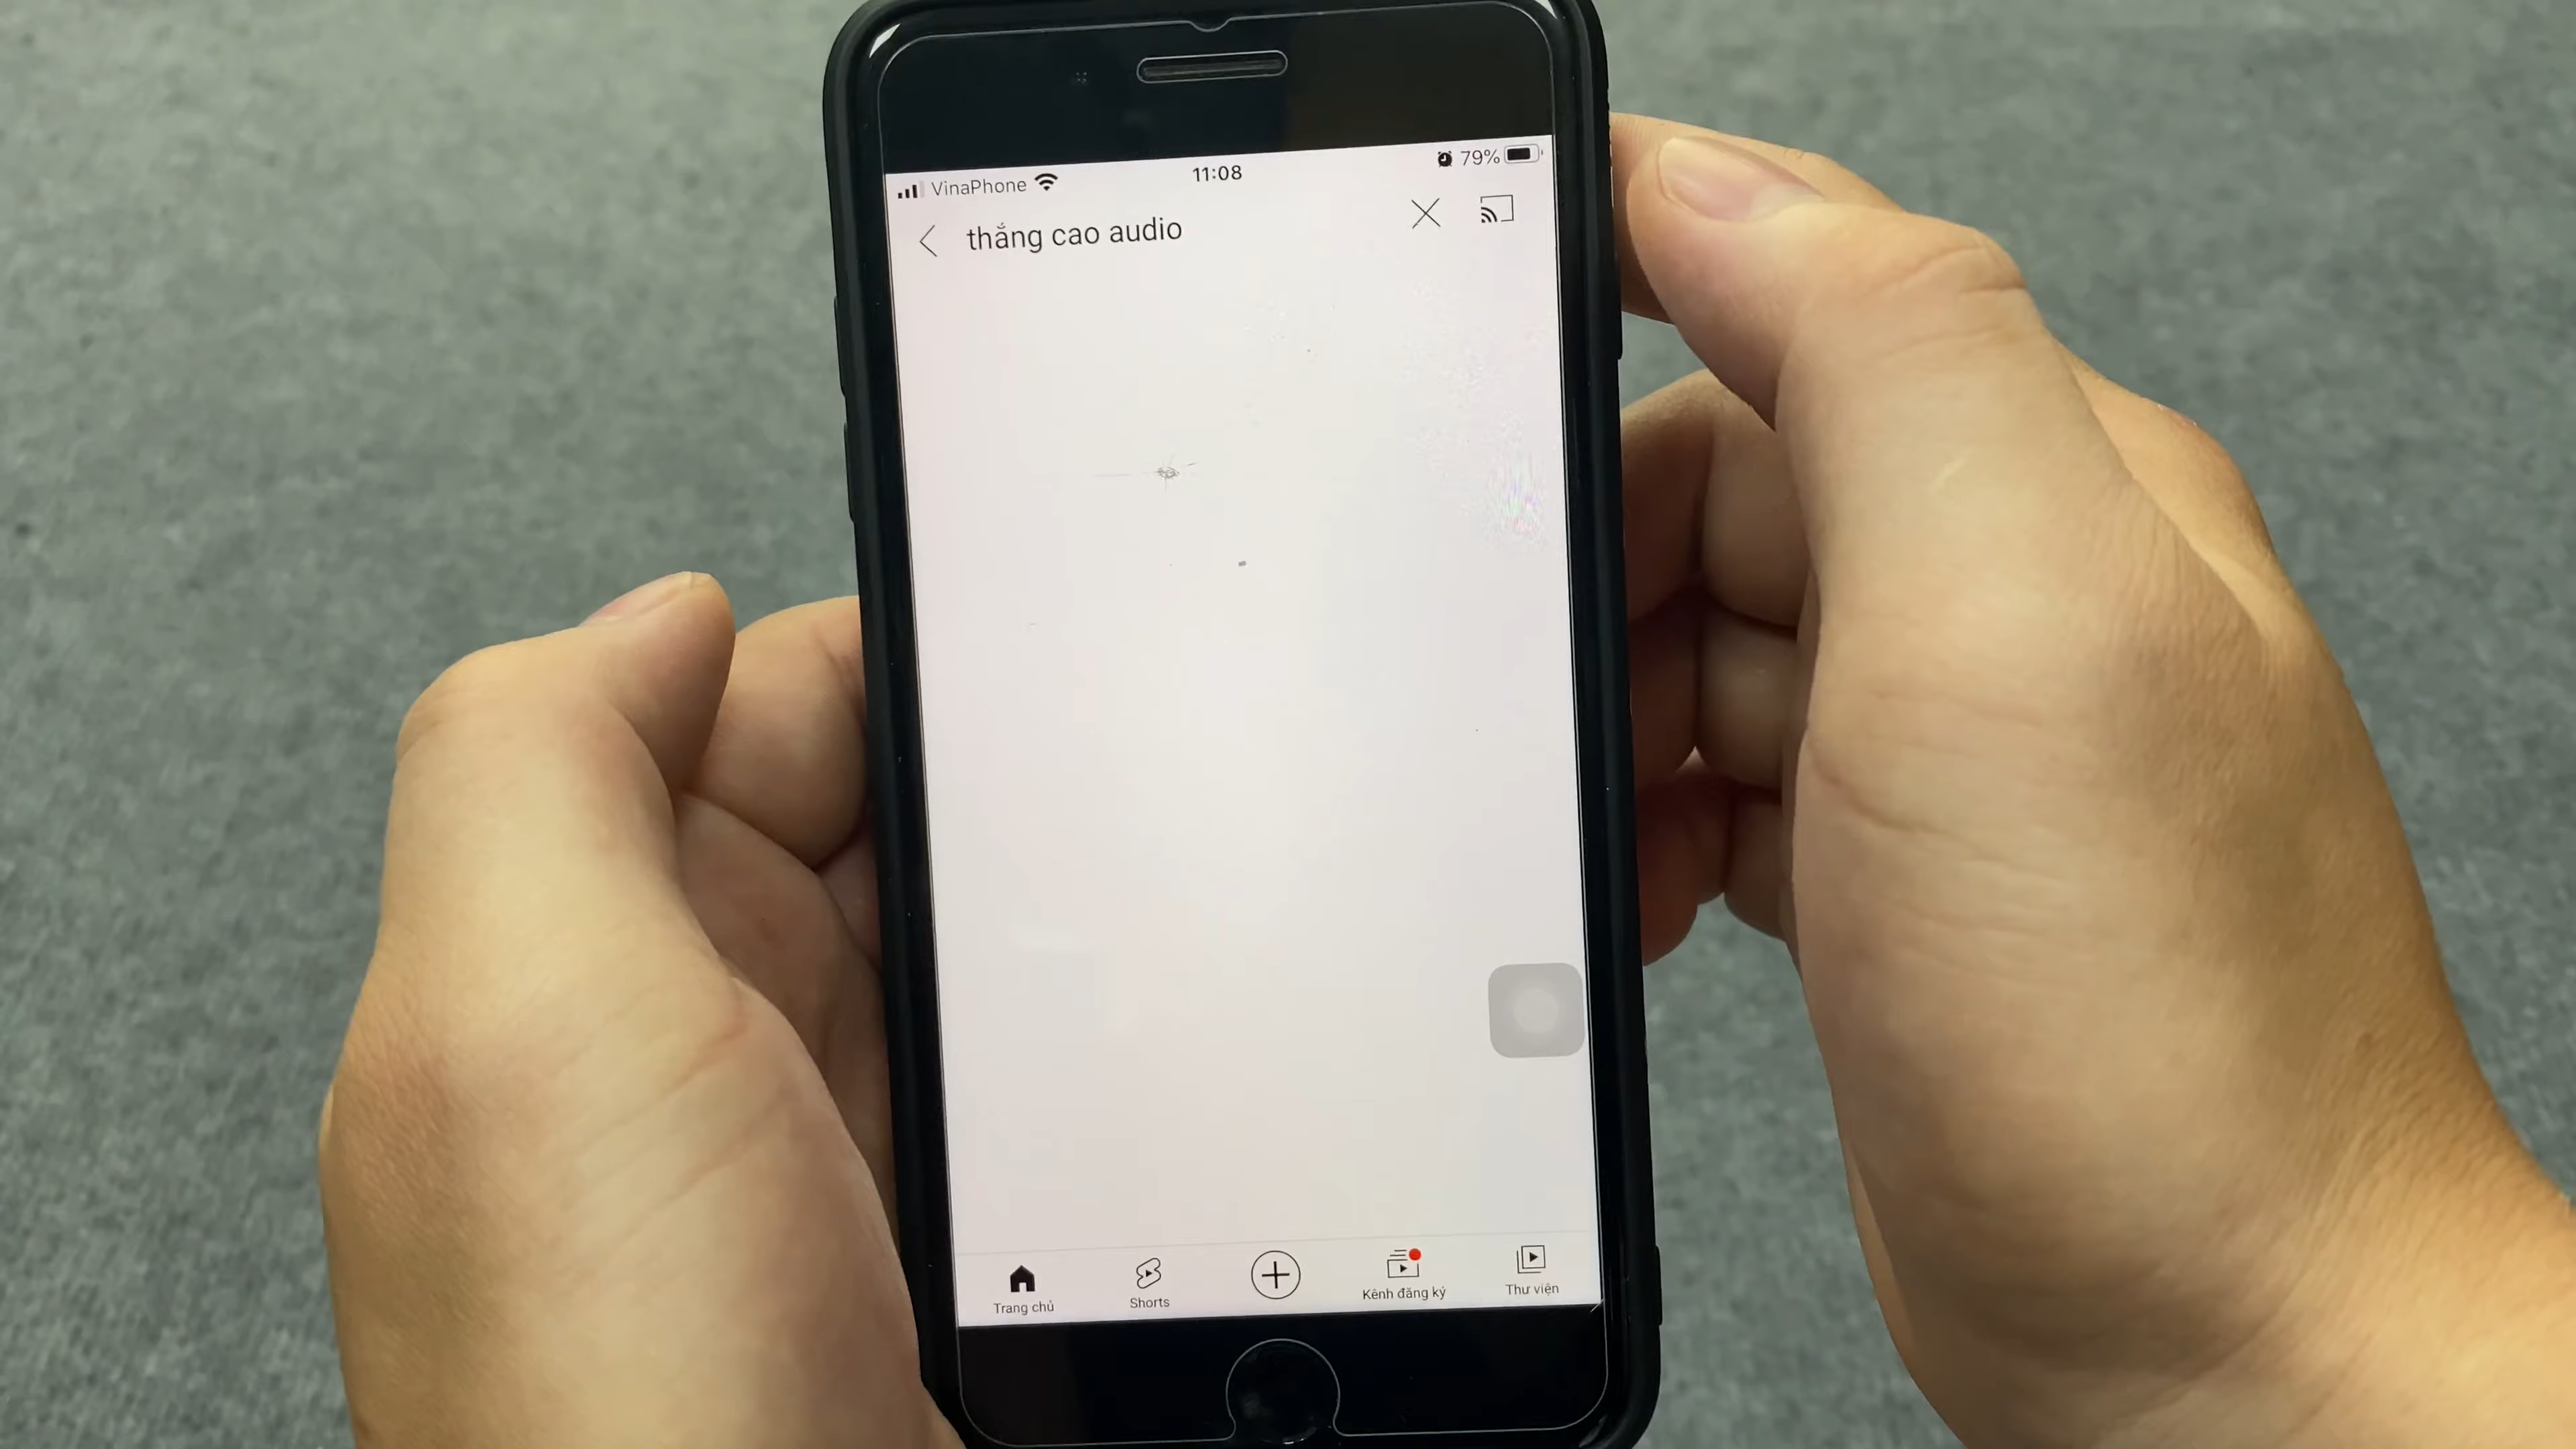 VinaPhone 11:08 79%
thắng cao audio
Trang chủ Shorts Kênh đăng ký Thư viện